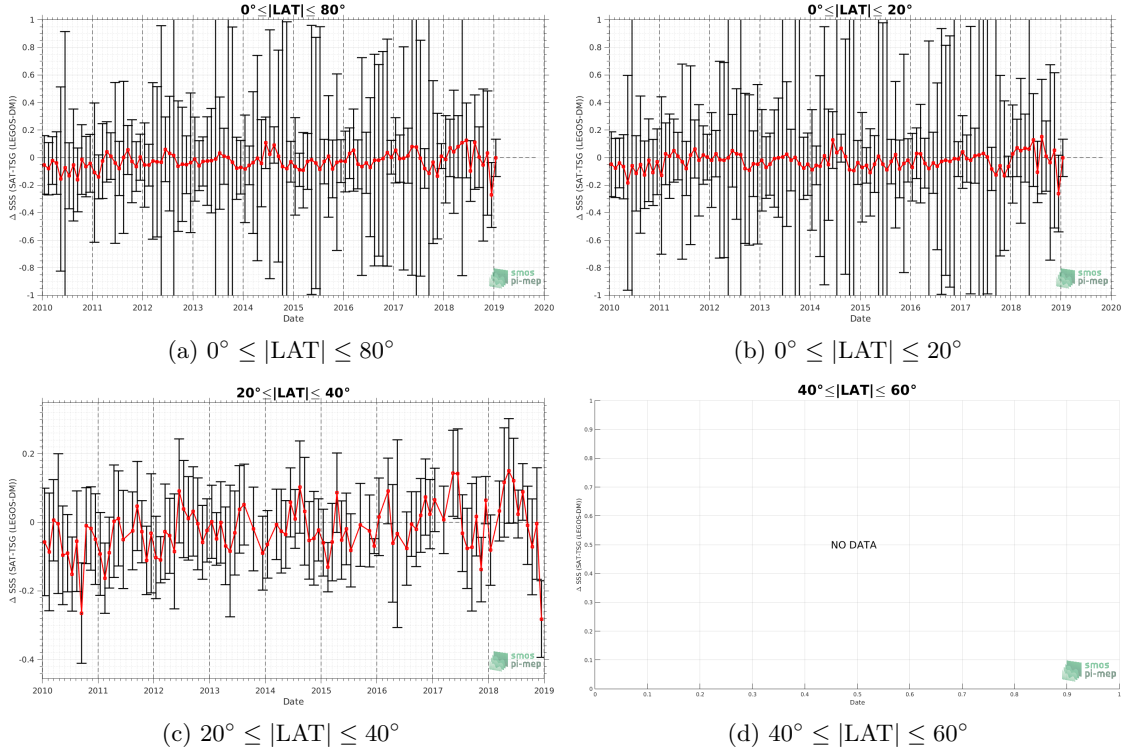 0°≤|LAT|≤ 80°
Δ SSS (SAT-TSG (LEGOS-DM))
1
0.8
0.6
0.4
0.2
0
-0.2
-0.4
-0.6
-0.8
-1
2010 2011 2012 2013 2014 2015 2016 2017 2018 2019 2020
Date
smos
pi-mep
(a) 0° ≤ |LAT| ≤ 80°
0°≤|LAT|≤ 20°
Δ SSS (SAT-TSG (LEGOS-DM))
1
0.8
0.6
0.4
0.2
0
-0.2
-0.4
-0.6
-0.8
-1
2010 2011 2012 2013 2014 2015 2016 2017 2018 2019 2020
Date
smos
pi-mep
(b) 0° ≤ |LAT| ≤ 20°
20°≤|LAT|≤ 40°
Δ SSS (SAT-TSG (LEGOS-DM))
0.2
0
-0.2
-0.4
2010 2011 2012 2013 2014 2015 2016 2017 2018 2019
Date
smos
pi-mep
(c) 20° ≤ |LAT| ≤ 40°
40°≤|LAT|≤ 60°
Δ SSS (SAT-TSG (LEGOS-DM))
1
0.9
0.8
0.7
0.6
0.5
0.4
0.3
0.2
0.1
0
NO DATA
0 0.1 0.2 0.3 0.4 0.5 0.6 0.7 0.8 0.9 1
Date
smos
pi-mep
(d) 40° ≤ |LAT| ≤ 60°